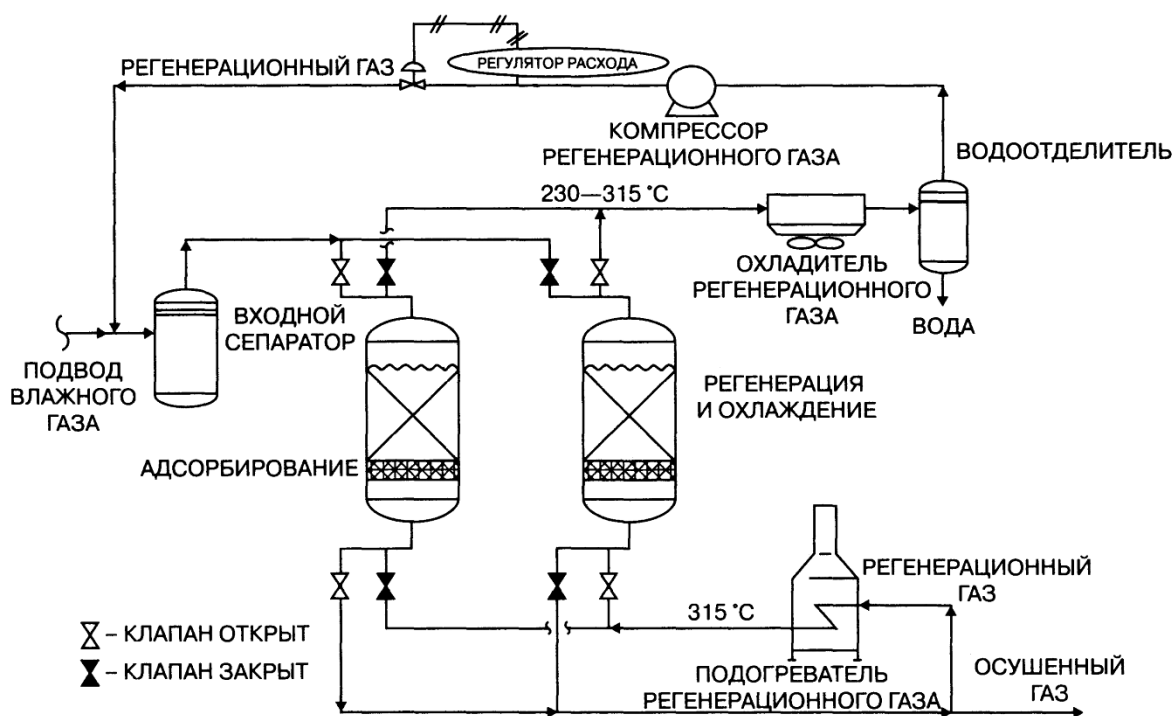 РЕГЕНЕРАЦИОННЫЙ ГАЗ
РЕГУЛЯТОР РАСХОДА
КОМПРЕССОР
РЕГЕНЕРАЦИОННОГО ГАЗА
ВОДООТДЕЛИТЕЛЬ
230—315 °C
ОХЛАДИТЕЛЬ
РЕГЕНЕРАЦИОННОГО
ГАЗА
ВОДА
ВХОДНОЙ
СЕПАРАТОР
ПОДВОД
ВЛАЖНОГО
ГАЗА
РЕГЕНЕРАЦИЯ
И ОХЛАЖДЕНИЕ
АДСОРБИРОВАНИЕ
РЕГЕНЕРАЦИОННЫЙ
ГАЗ
315 °C
– КЛАПАН ОТКРЫТ
– КЛАПАН ЗАКРЫТ
ПОДОГРЕВАТЕЛЬ
РЕГЕНЕРАЦИОННОГО ГАЗА
ОСУШЕННЫЙ
ГАЗ